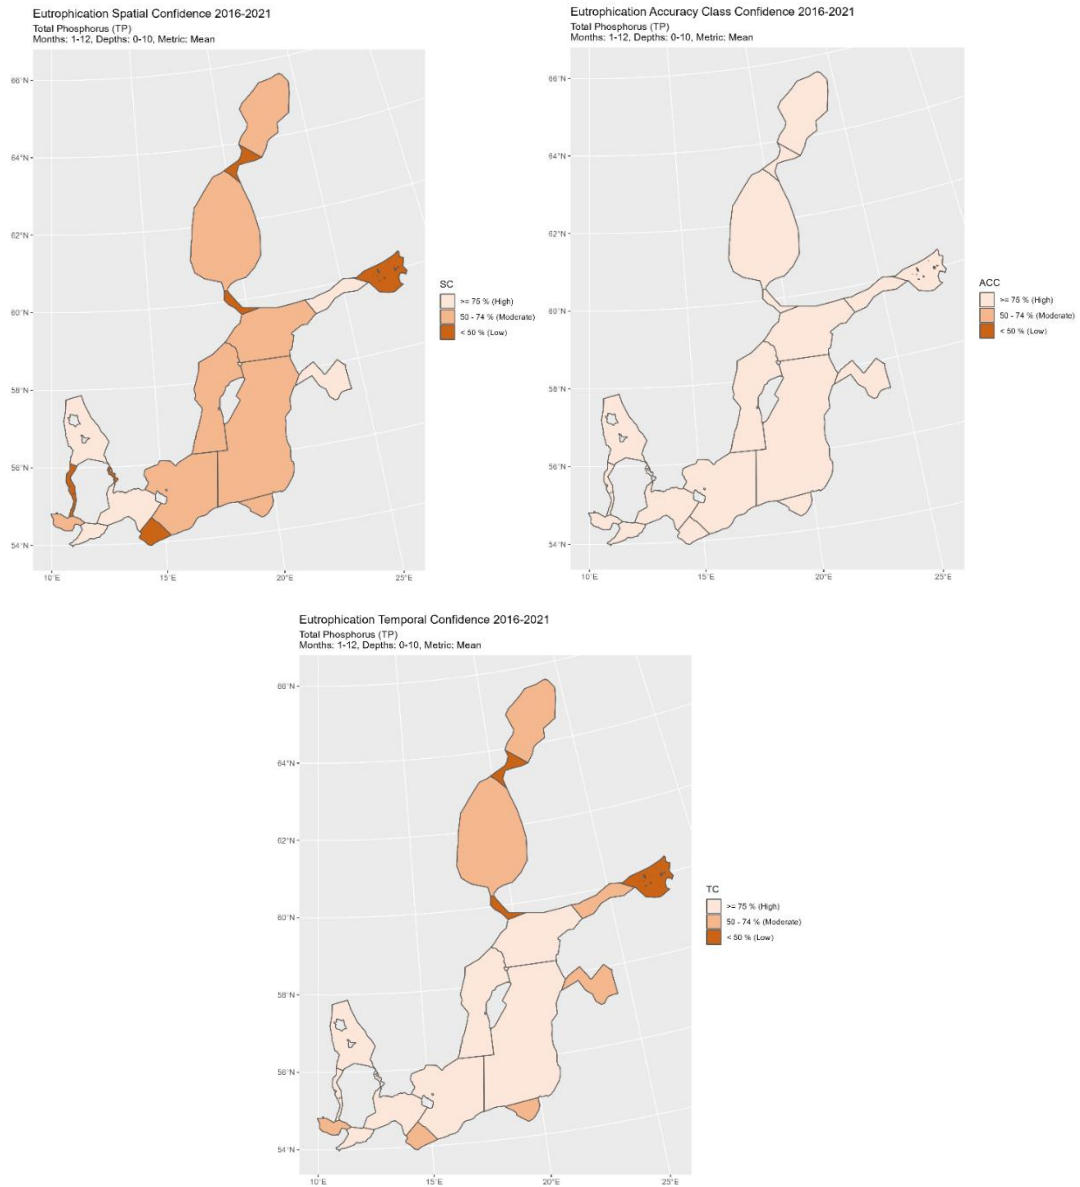 Eutrophication Spatial Confidence 2016-2021
Total Phosphorus (TP)
Months: 1-12, Depths: 0-10, Metric: Mean
66°N
64°N
62°N
60°N
58°N
56°N
54°N
10°E 15°E 20°E 25°E
SC
>= 75 % (High)
50 - 74 % (Moderate)
< 50 % (Low)
Eutrophication Accuracy Class Confidence 2016-2021
Total Phosphorus (TP)
Months: 1-12, Depths: 0-10, Metric: Mean
66°N
64°N
62°N
60°N
58°N
56°N
54°N
10°E 15°E 20°E 25°E
ACC
>= 75 % (High)
50 - 74 % (Moderate)
< 50 % (Low)
Eutrophication Temporal Confidence 2016-2021
Total Phosphorus (TP)
Months: 1-12, Depths: 0-10, Metric: Mean
66°N
64°N
62°N
60°N
58°N
56°N
54°N
10°E 15°E 20°E 25°E
TC
>= 75 % (High)
50 - 74 % (Moderate)
< 50 % (Low)